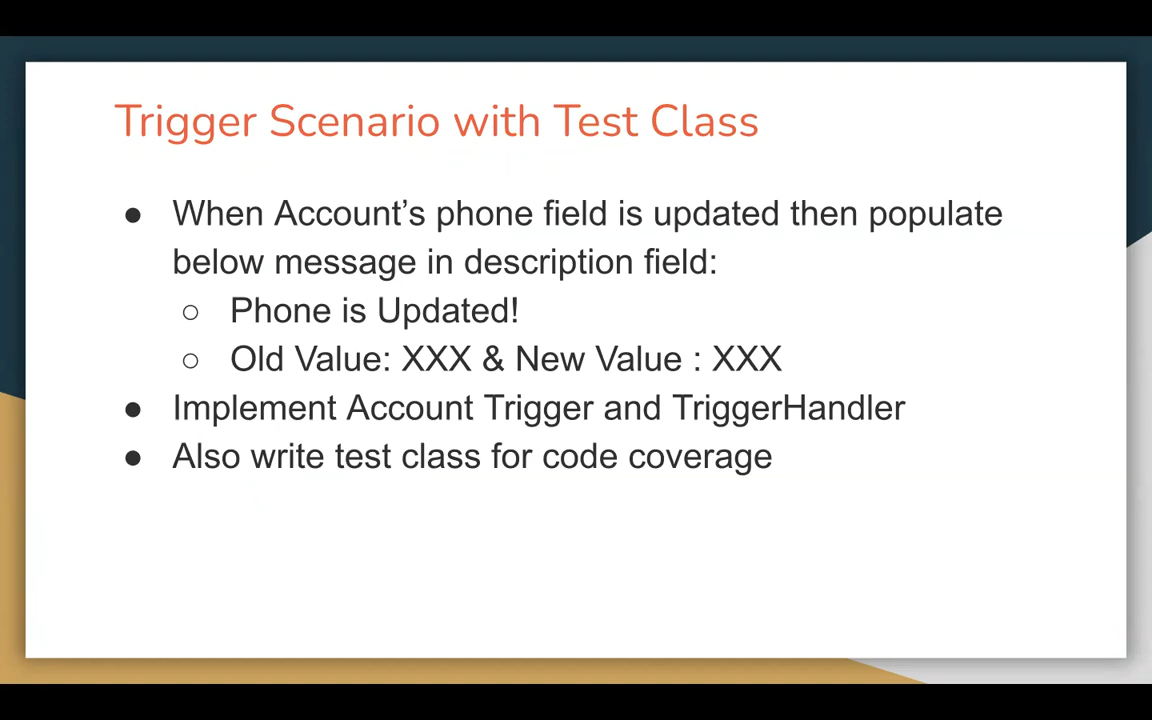 Trigger Scenario with Test Class
● When Account’s phone field is updated then populate
below message in description field:
○ Phone is Updated!
○ Old Value: XXX & New Value : XXX
● Implement Account Trigger and TriggerHandler
● Also write test class for code coverage